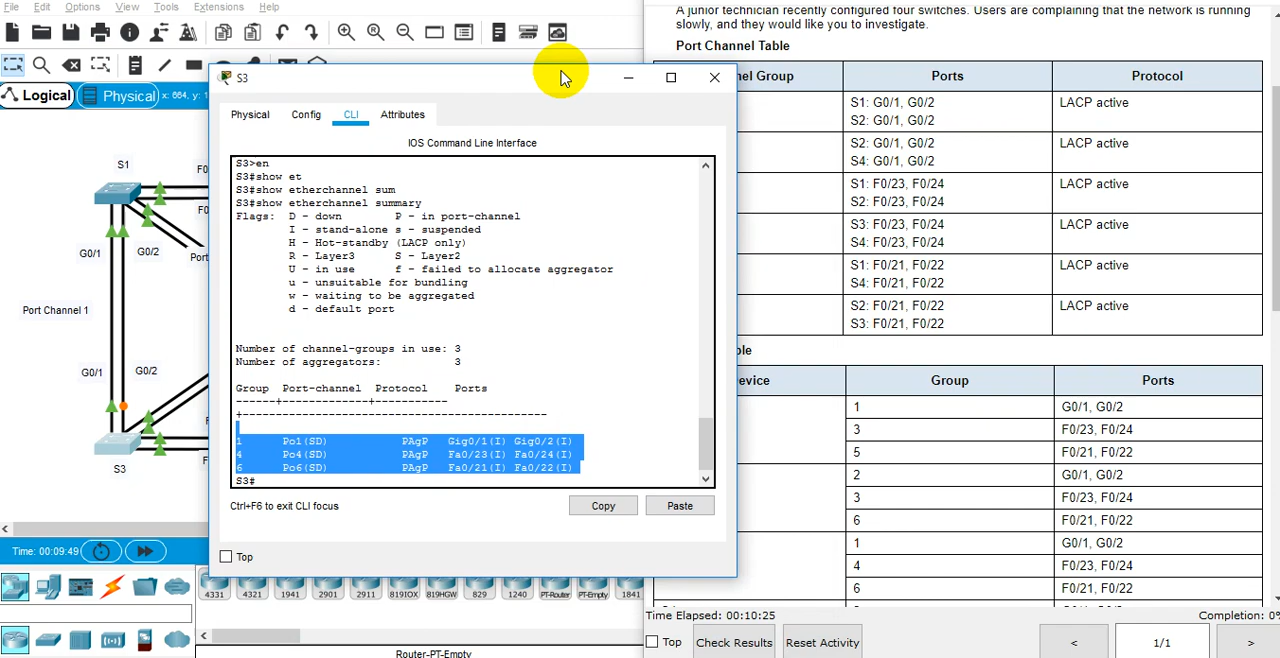 File Edit Options View Tools Extensions Help
Logical
Physical
x: 664, y: 1
S1
F0
F0
G0/1
G0/2
Port
Port Channel 1
G0/1
G0/2
S3
F0/
Time: 00:09:49
S3
Physical Config CLI Attributes
IOS Command Line Interface
S3>en
S3#show et
S3#show etherchannel sum
S3#show etherchannel summary
Flags: D - down P - in port-channel
I - stand-alone s - suspended
H - Hot-standby (LACP only)
R - Layer3 S - Layer2
U - in use f - failed to allocate aggregator
u - unsuitable for bundling
w - waiting to be aggregated
d - default port
Number of channel-groups in use: 3
Number of aggregators: 3
Group Port-channel Protocol Ports
------+-------------+-----------
+----------------------------------------------
1 Po1(SD) PAgP Gig0/1(I) Gig0/2(I)
4 Po4(SD) PAgP Fa0/23(I) Fa0/24(I)
6 Po6(SD) PAgP Fa0/21(I) Fa0/22(I)
S3#
Ctrl+F6 to exit CLI focus
Copy
Paste
Top
4331 4321 1941 2901 2911 819IOX 819HGW 829 1240 PT-Router PT-Empty 1841
Router-PT-Empty
A junior technician recently configured four switches. Users are complaining that the network is running
slowly, and they would like you to investigate.
Port Channel Table
nel Group Ports Protocol
S1: G0/1, G0/2 LACP active
S2: G0/1, G0/2
S2: G0/1, G0/2 LACP active
S4: G0/1, G0/2
S1: F0/23, F0/24 LACP active
S2: F0/23, F0/24
S3: F0/23, F0/24 LACP active
S4: F0/23, F0/24
S1: F0/21, F0/22 LACP active
S4: F0/21, F0/22
S2: F0/21, F0/22 LACP active
S3: F0/21, F0/22
ble
evice Group Ports
1 G0/1, G0/2
3 F0/23, F0/24
5 F0/21, F0/22
2 G0/1, G0/2
3 F0/23, F0/24
6 F0/21, F0/22
1 G0/1, G0/2
4 F0/23, F0/24
6 F0/21, F0/22
Time Elapsed: 00:10:25 Completion: 0%
Top
Check Results
Reset Activity
<
1/1
>